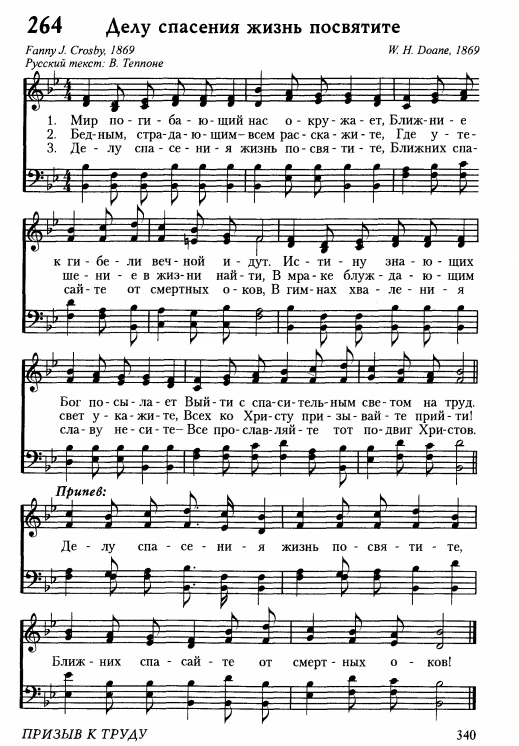 264 Делу спасения жизнь посвятите
Fanny J. Crosby, 1869 W. H. Doane, 1869
Русский текст: В. Теппоне
1. Мир по - ги - ба - ю - щий нас о - кру - жа - ет, Ближ - ни - е
2. Бед - ным, стра - да - ю - щим – всем рас - ска - жи - те, Где у - те -
3. Де - лу спа - се - ни - я жизнь по - свя - ти - те, Ближних спа -
к ги - бе - ли веч - ной и - дут. Ис - ти - ну зна - ю - щих
ше - ни - е в жиз - ни най - ти, В мра - ке блуж - да - ю - щим
сай - те от смертных о - ков, В гим - нах хва - ле - ни - я
Бог по - сы - ла - ет Вый - ти с спа - си - тель - ным све - том на труд.
свет у - ка - жи - те, Всех ко Хри - сту при - зы - вай - те прий - ти!
сла - ву не - си - те – Все про - слав - ляй - те тот по - двиг Христов.
Припев:
Де - лу спа - се - ни - я жизнь по - свя - ти - те,
Ближ - них спа - сай - те от смерт - ных о - ков!
ПРИЗЫВ К ТРУДУ 340